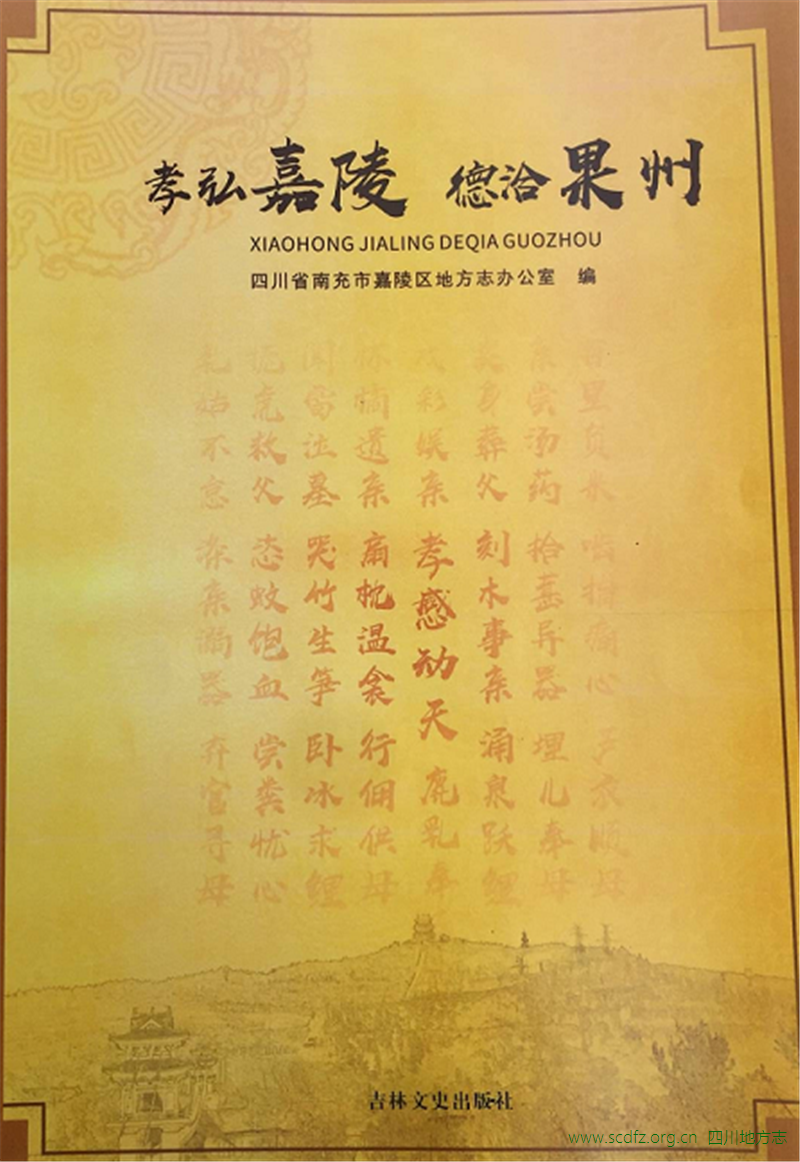 孝弘嘉陵 德洽果州
XIAOHONG JIALING DEQIA GUOZHOU
四川省南充市嘉陵区地方志办公室 编
里负米 啮指痛心 芦衣顺母
亲尝汤药 拾葚异器 埋儿奉母
卖身葬父 刻木事亲 涌泉跃鲤
戏彩娱亲 孝感动天 鹿乳奉
怀橘遗亲 扇枕温衾 行佣供母
闻雷泣墓 哭竹生笋 卧冰求鲤
扼虎救父 恣蚊饱血 尝粪忧心
乳姑不怠 涤亲溺器 弃官寻母
吉林文史出版社
www.scdfz.org.cn 四川地方志